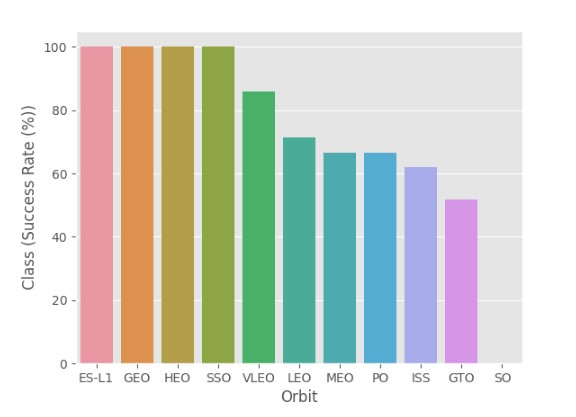 Class (Success Rate (%))
100
80
60
40
20
0
ES-L1 GEO HEO SSO VLEO LEO MEO PO ISS GTO SO
Orbit